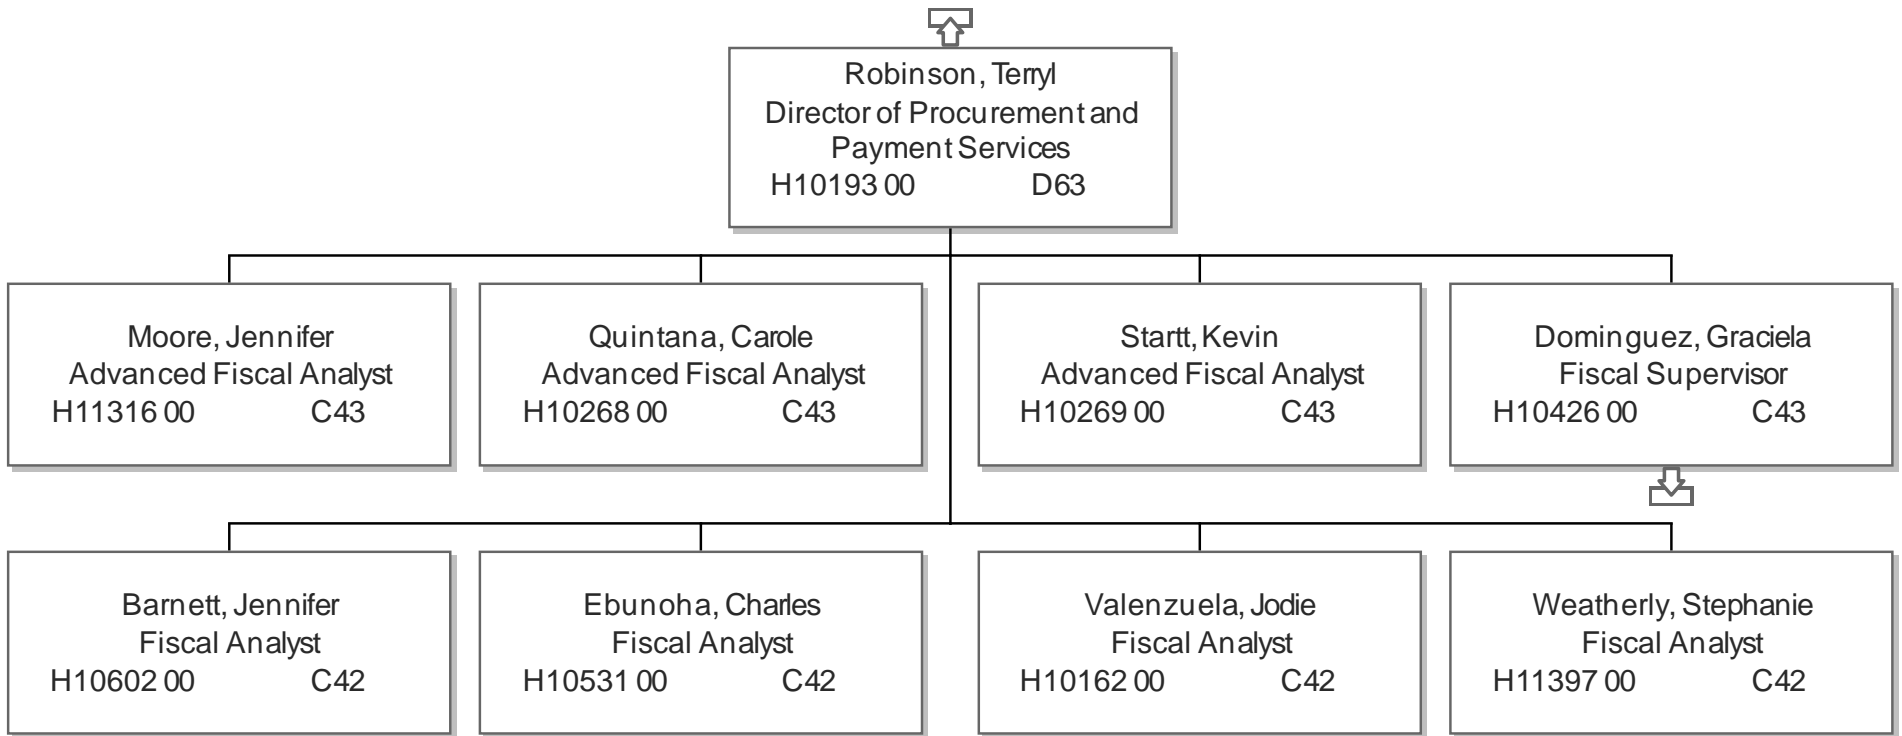 Robinson, Terryl
Director of Procurement and
Payment Services
H10193 00 D63
Moore, Jennifer
Advanced Fiscal Analyst
H11316 00 C43
Quintana, Carole
Advanced Fiscal Analyst
H10268 00 C43
Startt, Kevin
Advanced Fiscal Analyst
H10269 00 C43
Dominguez, Graciela
Fiscal Supervisor
H10426 00 C43
Barnett, Jennifer
Fiscal Analyst
H10602 00 C42
Ebunoha, Charles
Fiscal Analyst
H10531 00 C42
Valenzuela, Jodie
Fiscal Analyst
H10162 00 C42
Weatherly, Stephanie
Fiscal Analyst
H11397 00 C42